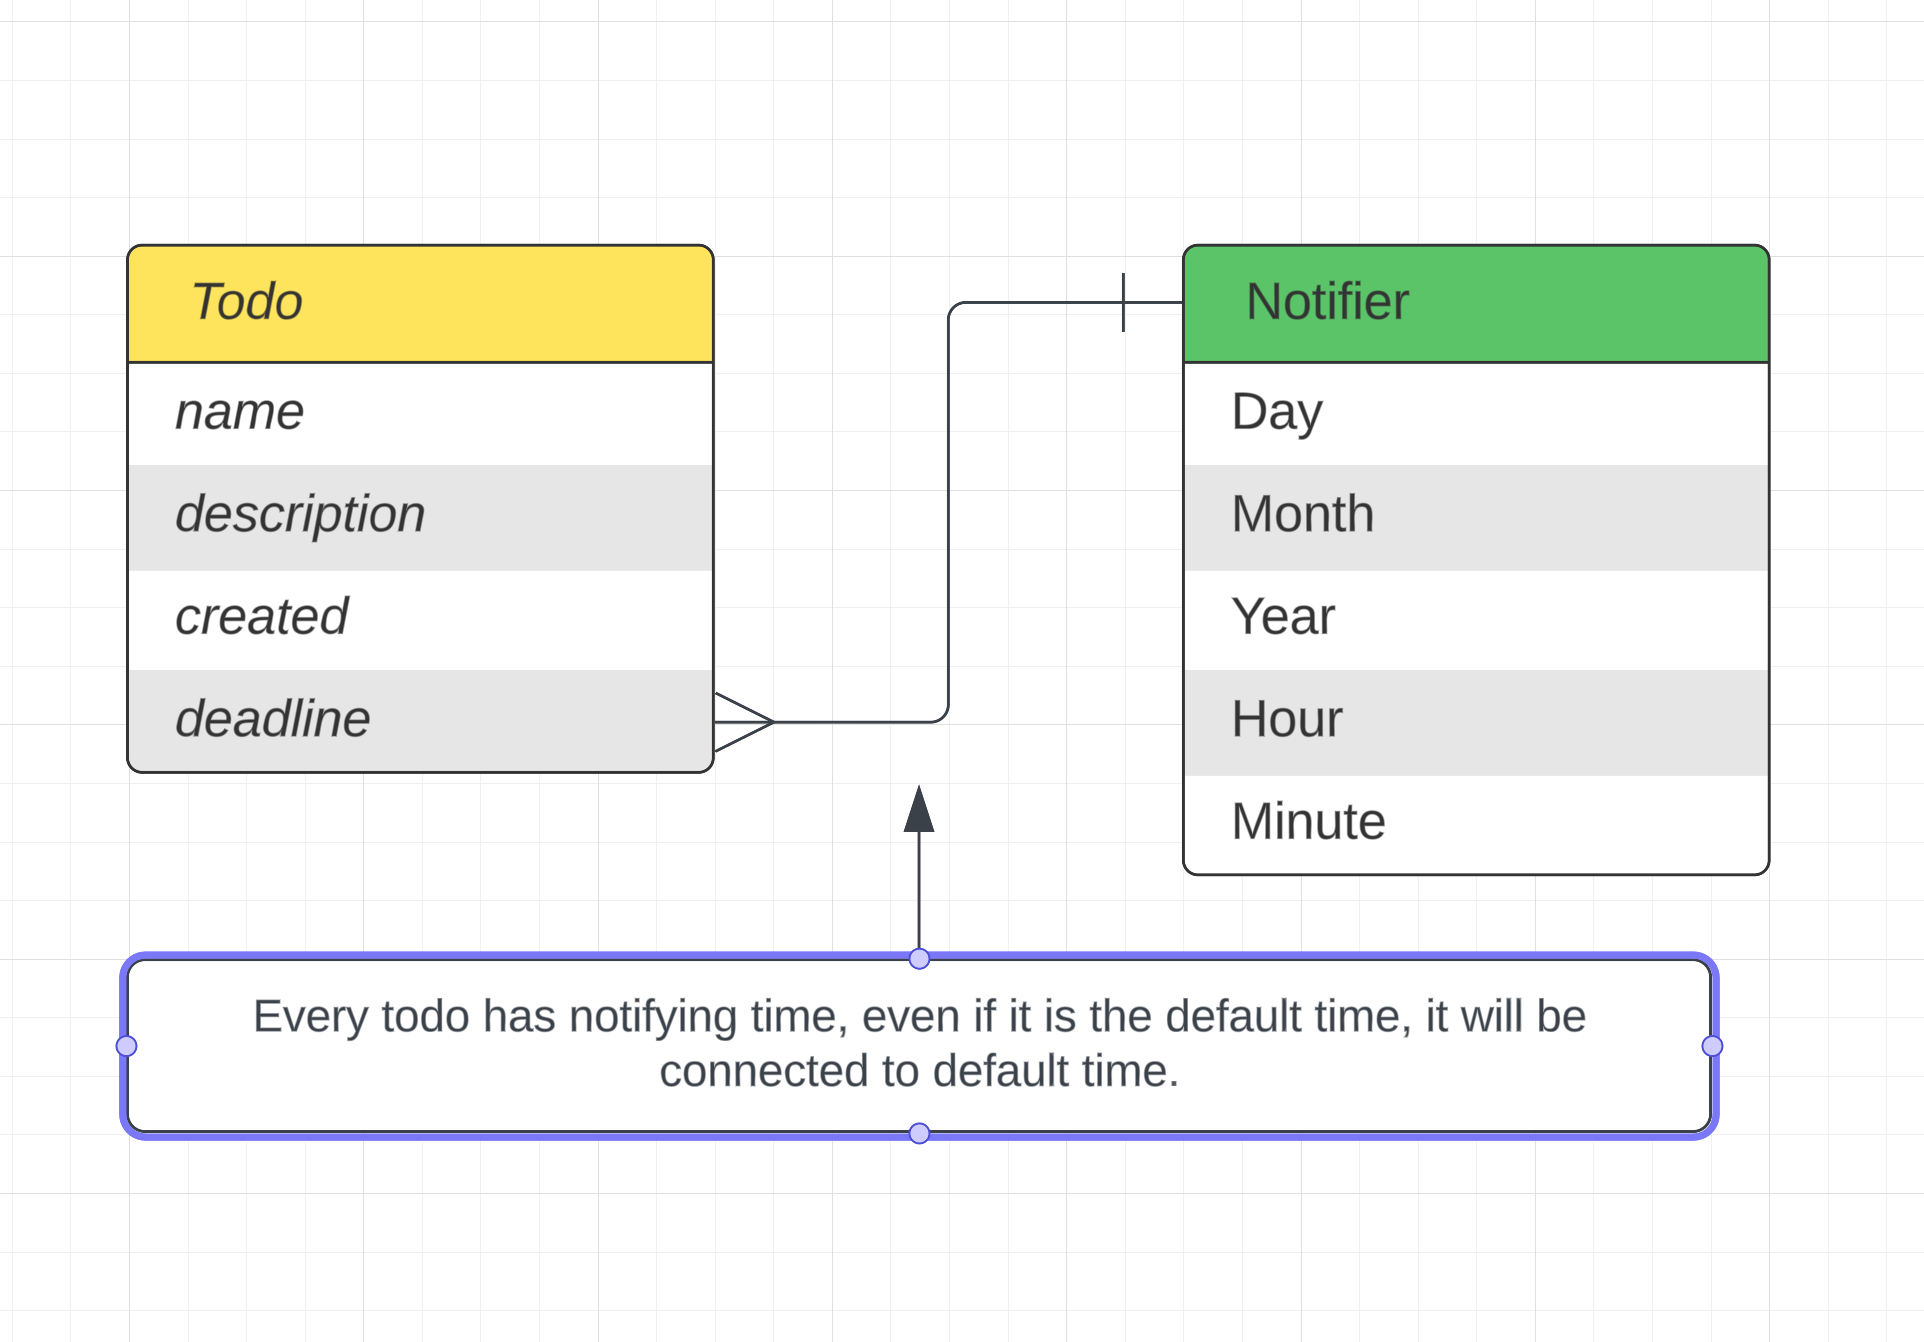 Todo
name
description
created
deadline
Notifier
Day
Month
Year
Hour
Minute
Every todo has notifying time, even if it is the default time, it will be
connected to default time.